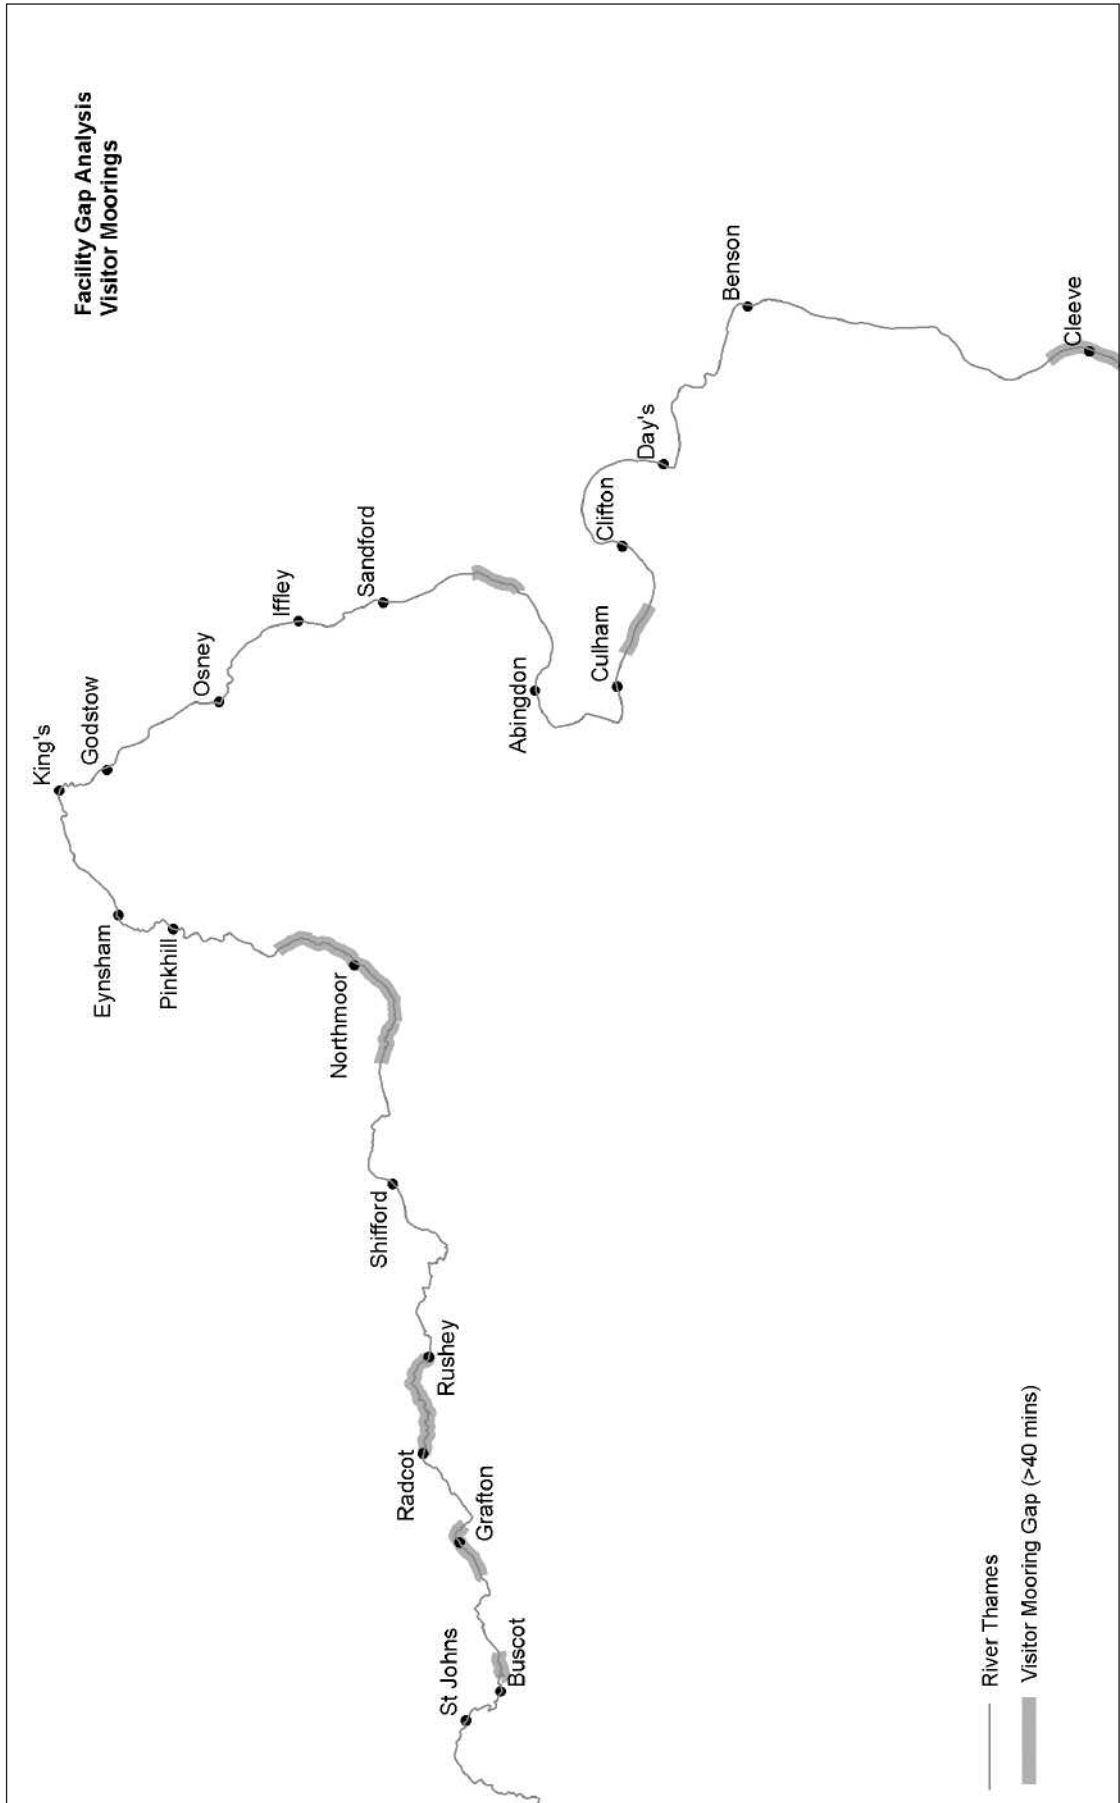 Facility Gap Analysis
Visitor Moorings
King's
Godstow
Eynsham
Pinkhill
Osney
Iffley
Sandford
Northmoor
Abingdon
Culham
Clifton
Day's
Benson
Cleeve
Shifford
Rushey
Radcot
Grafton
St Johns
Buscot
River Thames
Visitor Mooring Gap (>40 mins)